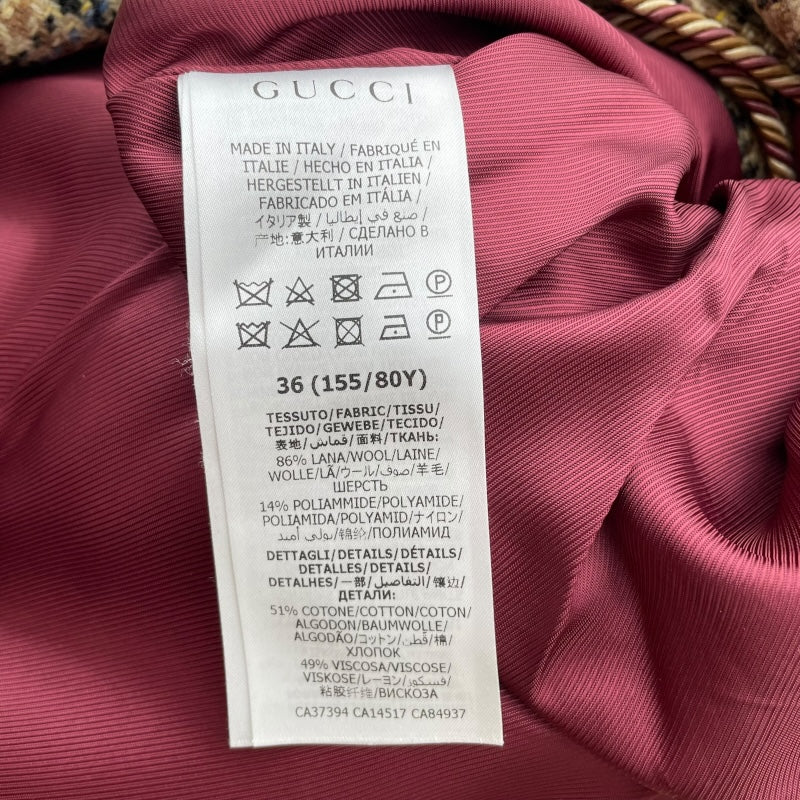 GUCCI
MADE IN ITALY / FABRIQUÉ EN
ITALIE / HECHO EN ITALIA /
HERGESTELLT IN ITALIEN /
FABRICADO EM ITÁLIA /
イタリア製 / صنع في إيطاليا /
产地:意大利 / СДЕЛАНО В
ИТАЛИИ
P
P
36 (155/80Y)
TESSUTO/FABRIC/TISSU/
TEJIDO/GEWEBE/TECIDO/
表地/قماش/面料/ТКАНЬ:
86% LANA/WOOL/LAINE/
WOLLE/LÃ/ウール/صوف/羊毛/
ШЕРСТЬ
14% POLIAMMIDE/POLYAMIDE/
POLIAMIDA/POLYAMID/ナイロン/
بولي أميد/锦纶/ПОЛИАМИД
DETTAGLI/DETAILS/DÉTAILS/
DETALLES/DETAILS/
DETALHES/一部/التفاصيل/镶边/
ДЕТАЛИ:
51% COTONE/COTTON/COTON/
ALGODON/BAUMWOLLE/
ALGODÃO/コットン/قطن/棉/
ХЛОПОК
49% VISCOSA/VISCOSE/
VISKOSE/レーヨン/فسكوز/
粘胶纤维/ВИСКОЗА
CA37394 CA14517 CA84937